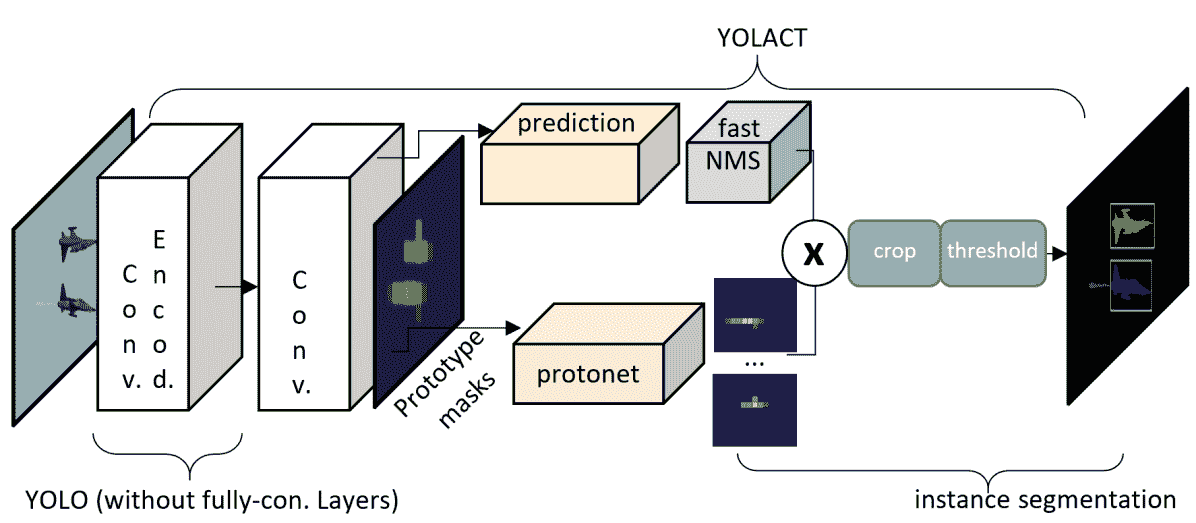 YOLACT
prediction
fast
NMS
Conv.
Encod.
Conv.
X
crop
threshold
Prototype
masks
protonet
...
YOLO (without fully-con. Layers)
instance segmentation